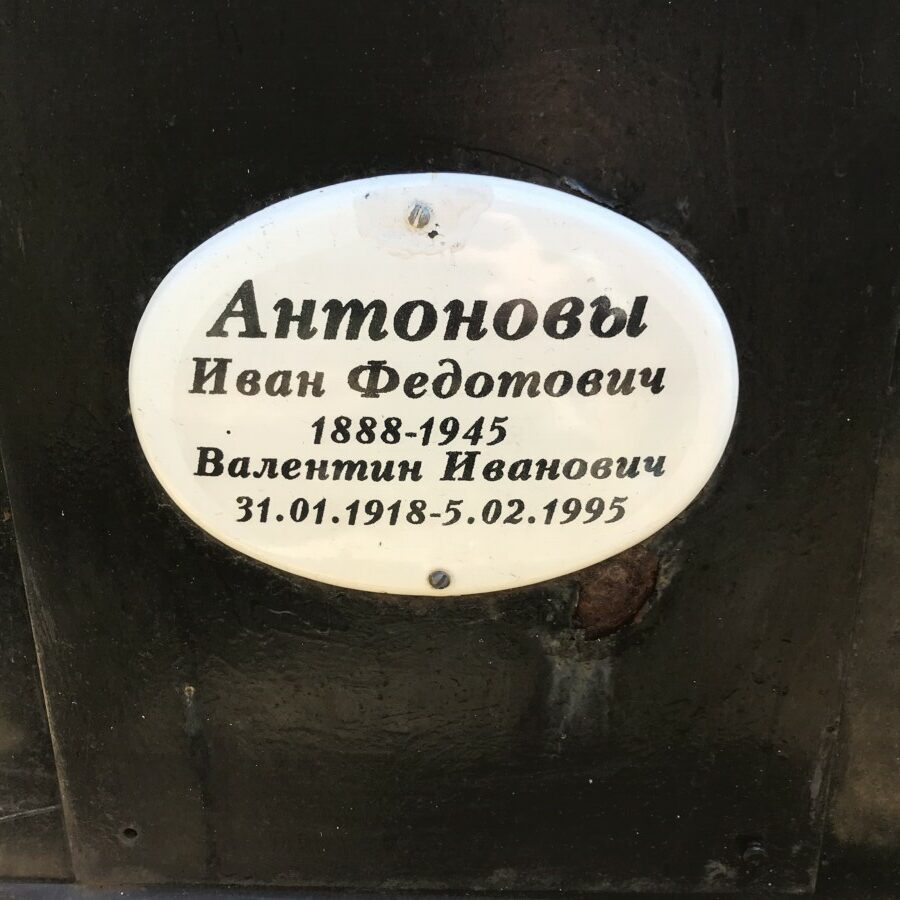 Антоновы
Иван Федотович
1888-1945
Валентин Иванович
31.01.1918-5.02.1995